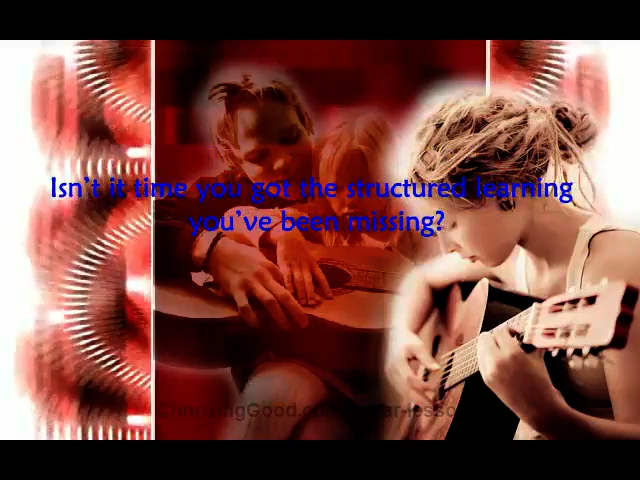 Isn't it time you got the structured learning
you've been missing?